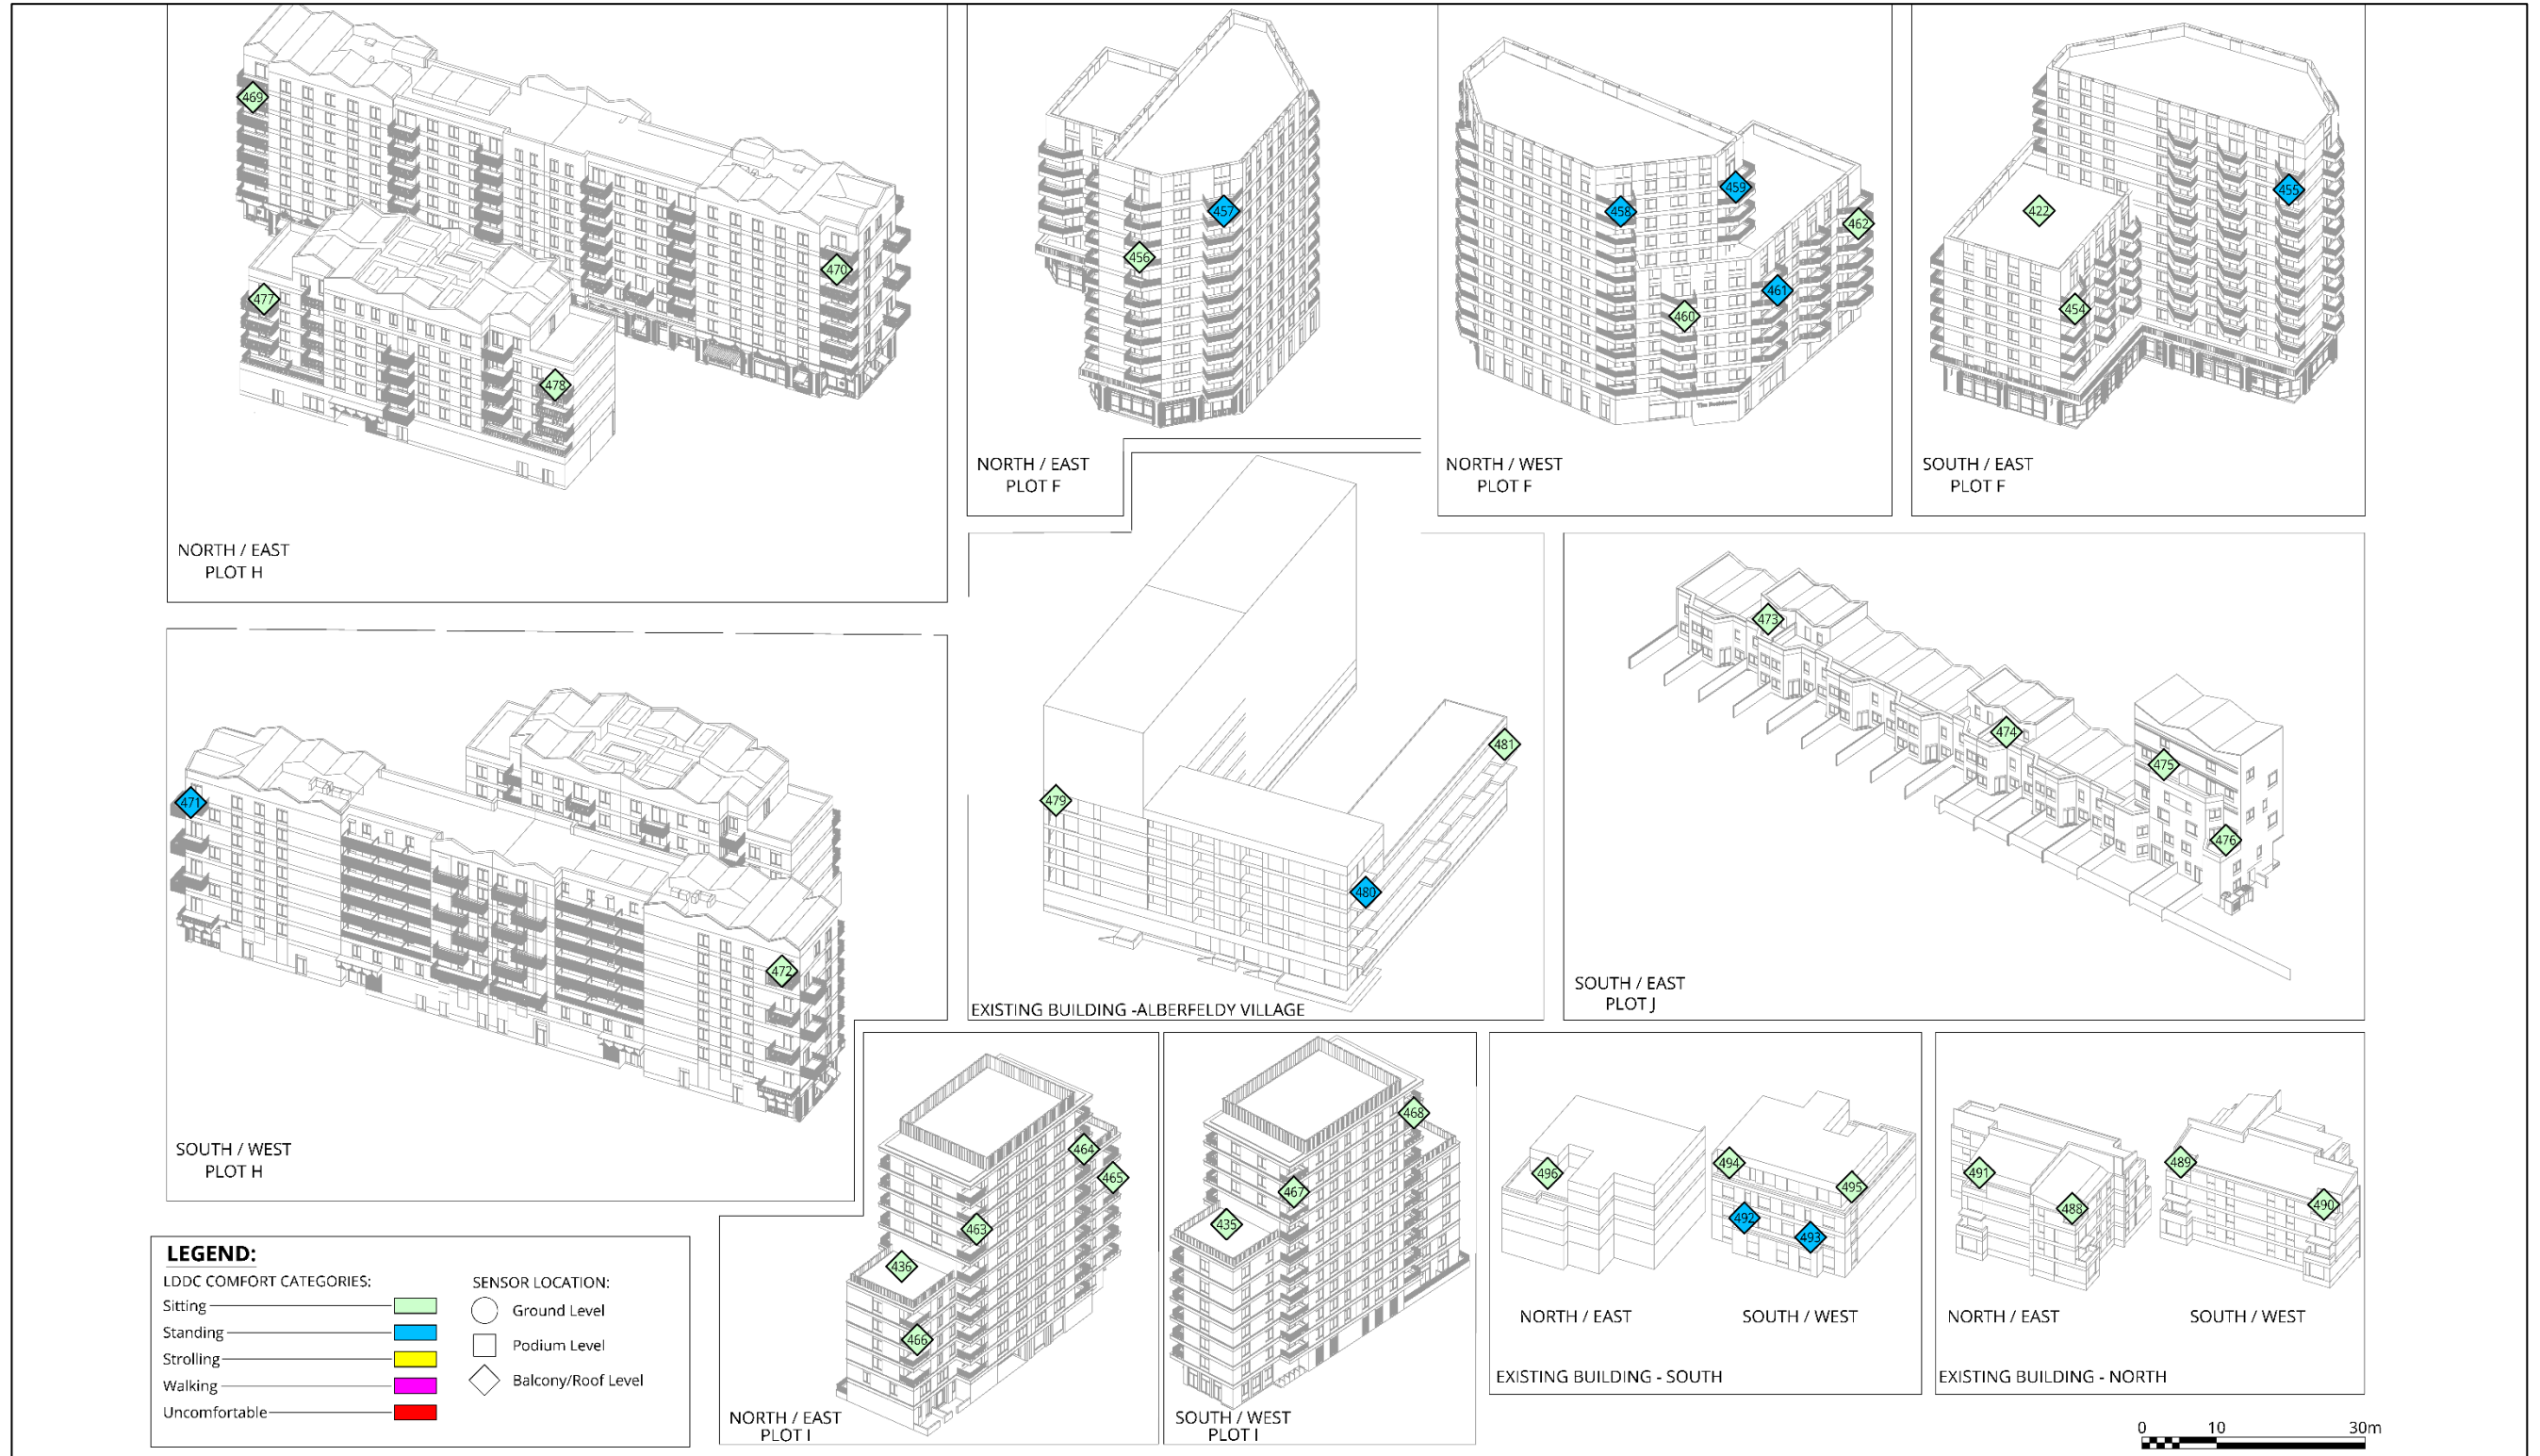 469
470
477
478
NORTH / EAST
PLOT H
457
456
NORTH / EAST
PLOT F
459
458
462
461
460
The Residence
NORTH / WEST
PLOT F
455
422
454
SOUTH / EAST
PLOT F
471
472
SOUTH / WEST
PLOT H
481
479
480
EXISTING BUILDING -ALBERFELDY VILLAGE
473
474
475
476
SOUTH / EAST
PLOT J
464
465
463
436
466
NORTH / EAST
PLOT I
468
467
435
SOUTH / WEST
PLOT I
496
494
495
492
493
NORTH / EAST
SOUTH / WEST
EXISTING BUILDING - SOUTH
491
488
489
490
NORTH / EAST
SOUTH / WEST
EXISTING BUILDING - NORTH
LEGEND:
LDDC COMFORT CATEGORIES:
Sitting
Standing
Strolling
Walking
Uncomfortable
SENSOR LOCATION:
Ground Level
Podium Level
Balcony/Roof Level
0 10 30m